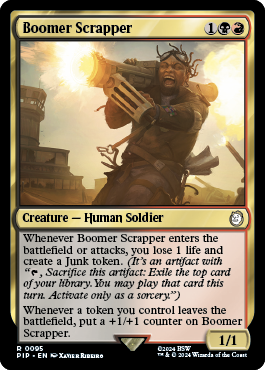 Boomer Scrapper 1
Creature — Human Soldier
Whenever Boomer Scrapper enters the
battlefield or attacks, you lose 1 life and
create a Junk token. (It's an artifact with
", Sacrifice this artifact: Exile the top card
of your library. You may play that card this
turn. Activate only as a sorcery.")
Whenever a token you control leaves the
battlefield, put a +1/+1 counter on Boomer
Scrapper.
1/1
R 0095
PIP • EN Xavier Ribeiro
©2024 BSW
™ & © 2024 Wizards of the Coast